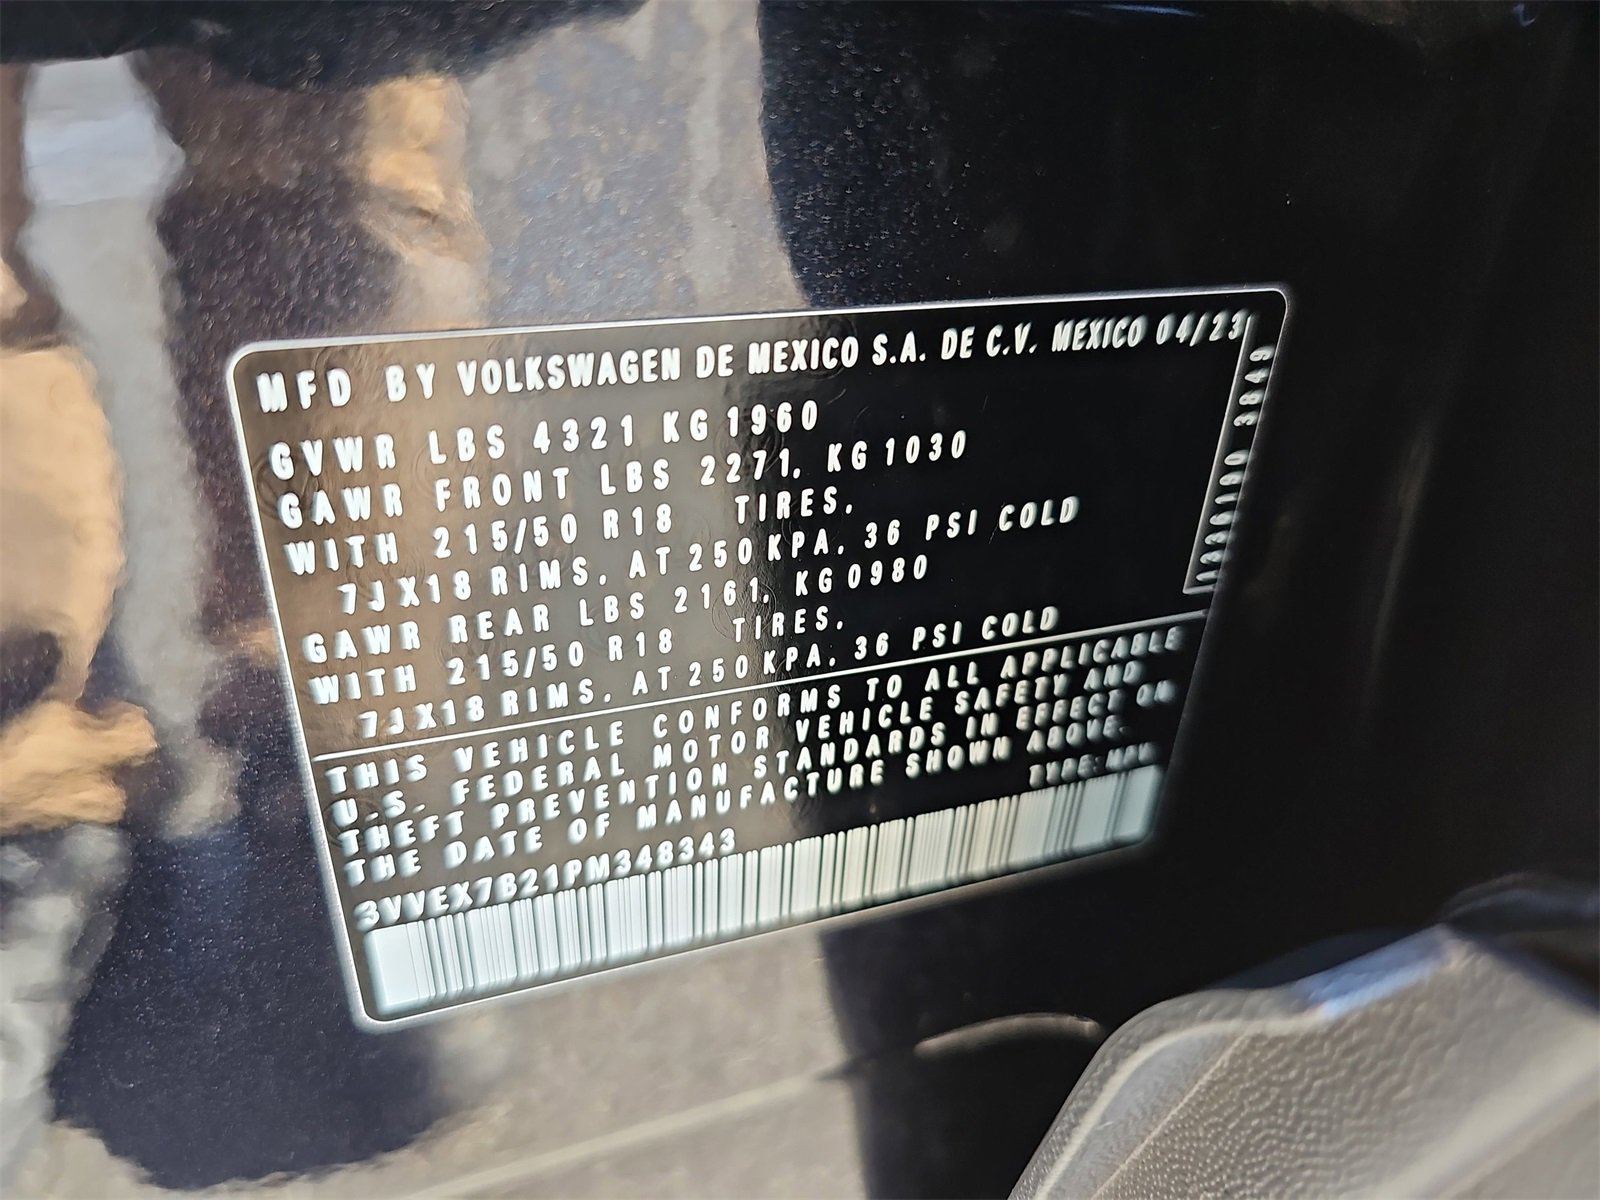 MFD BY VOLKSWAGEN DE MEXICO S.A. DE C.V. MEXICO 04/23
GVWR LBS 4321 KG 1960
GAWR FRONT LBS 2271, KG 1030
WITH 215/50 R18 TIRES,
7JX18 RIMS, AT 250 KPA, 36 PSI COLD
GAWR REAR LBS 2161, KG 0980
WITH 215/50 R18 TIRES,
7JX18 RIMS, AT 250 KPA, 36 PSI COLD
THIS VEHICLE CONFORMS TO ALL APPLICABLE
U.S. FEDERAL MOTOR VEHICLE SAFETY AND
THEFT PREVENTION STANDARDS IN EFFECT ON
THE DATE OF MANUFACTURE SHOWN ABOVE.
3VVEX7B21PM348343 TYPE:
3849